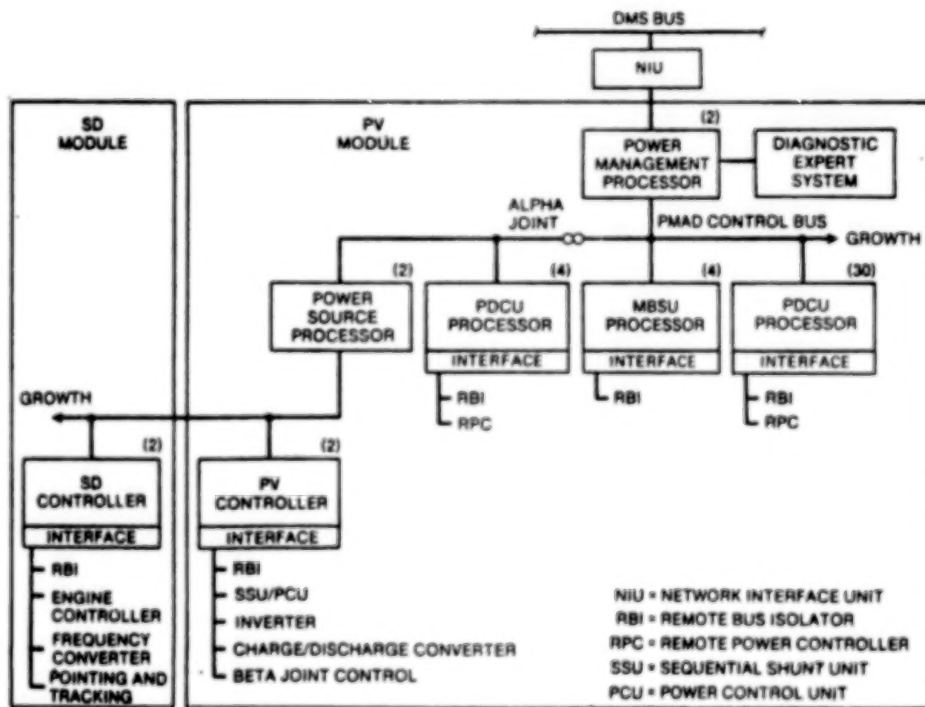 DMS BUS
NIU
SD
MODULE
PV
MODULE
(2)
POWER
MANAGEMENT
PROCESSOR
DIAGNOSTIC
EXPERT
SYSTEM
ALPHA
JOINT
PMAD CONTROL BUS
GROWTH
(2)
POWER
SOURCE
PROCESSOR
(4)
PDCU
PROCESSOR
INTERFACE
RBI
RPC
(4)
MBSU
PROCESSOR
INTERFACE
RBI
(30)
PDCU
PROCESSOR
INTERFACE
RBI
RPC
GROWTH
(2)
SD
CONTROLLER
INTERFACE
RBI
ENGINE
CONTROLLER
FREQUENCY
CONVERTER
POINTING AND
TRACKING
(2)
PV
CONTROLLER
INTERFACE
RBI
SSU/PCU
INVERTER
CHARGE/DISCHARGE CONVERTER
BETA JOINT CONTROL
NIU = NETWORK INTERFACE UNIT
RBI = REMOTE BUS ISOLATOR
RPC = REMOTE POWER CONTROLLER
SSU = SEQUENTIAL SHUNT UNIT
PCU = POWER CONTROL UNIT